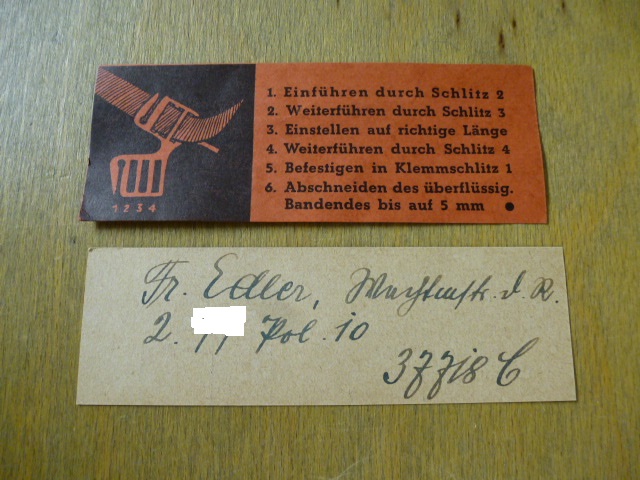 1. Einführen durch Schlitz 2
2. Weiterführen durch Schlitz 3
3. Einstellen auf richtige Länge
4. Weiterführen durch Schlitz 4
5. Befestigen in Klemmschlitz 1
6. Abschneiden des überflüssig.
Bandendes bis auf 5 mm
1 2 3 4
Fr. Edler, Wachtmstr. d. R.
2. Pol. 10
37718 C